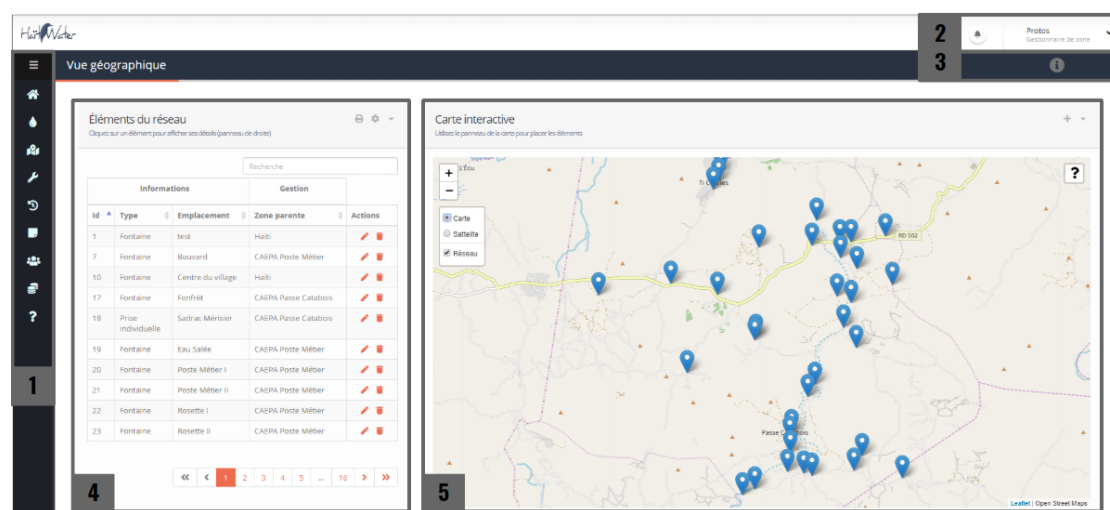 Haïti Water
2
Protos
Gestionnaire de zone
Vue géographique
3
Éléments du réseau
Cliquez sur un élément pour afficher ses détails (panneau de droite)
Recherche
Informations Gestion
Id Type Emplacement Zone parente Actions
1 Fontaine test Haïti
7 Fontaine Bouvard CAEPA Poste Métier
10 Fontaine Centre du village Haïti
17 Fontaine Fonfrèt CAEPA Passe Catabois
18 Prise individuelle Sadrac Mérisier CAEPA Passe Catabois
19 Fontaine Eau Salée CAEPA Poste Métier
20 Fontaine Poste Métier I CAEPA Poste Métier
21 Fontaine Poste Métier II CAEPA Poste Métier
22 Fontaine Rosette I CAEPA Poste Métier
23 Fontaine Rosette II CAEPA Poste Métier
« ‹ 1 2 3 4 5 ... 16 › »
1
4
Carte interactive
Utilisez le panneau de la carte pour placer les éléments
+
−
Carte
Sattelite
Réseau
?
L'Écu
RD 502
5
Leaflet | Open Street Maps